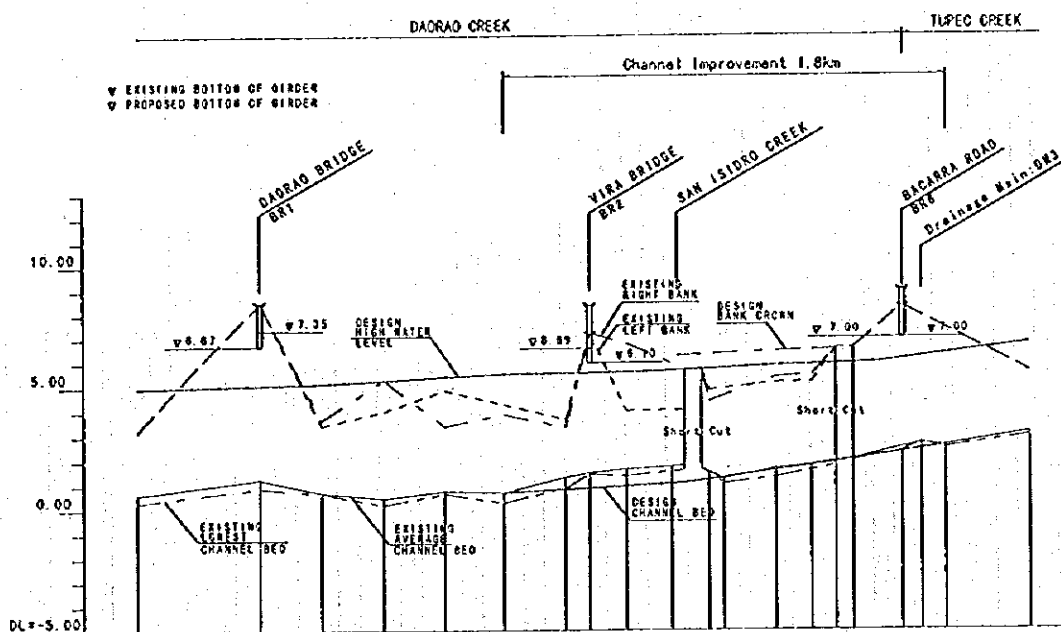 DAORAO CREEK
TUPEC CREEK
Channel Improvement 1.8km
▼ EXISTING BOTTOM OF GIRDER
▽ PROPOSED BOTTOM OF GIRDER
DAORAO BRIDGE
BR1
VIRA BRIDGE
BR2
SAN ISIDRO CREEK
BACARRA ROAD
Drainage Main:DM3
10.00
5.00
0.00
DL=-5.00
▽7.35
DESIGN
HIGH WATER
LEVEL
EXISTING
RIGHT BANK
EXISTING
LEFT BANK
DESIGN
BANK CROWN
▽7.00
▽7.00
Short Cut
Short Cut
EXISTING
CHANNEL BED
EXISTING
AVERAGE
CHANNEL BED
DESIGN
CHANNEL BED